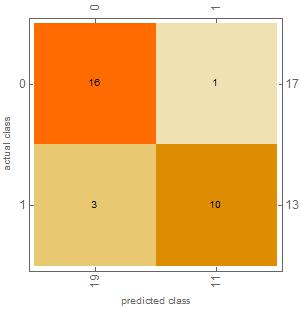 0 1
0 16 1 17
1 3 10 13
19 11
actual class
predicted class